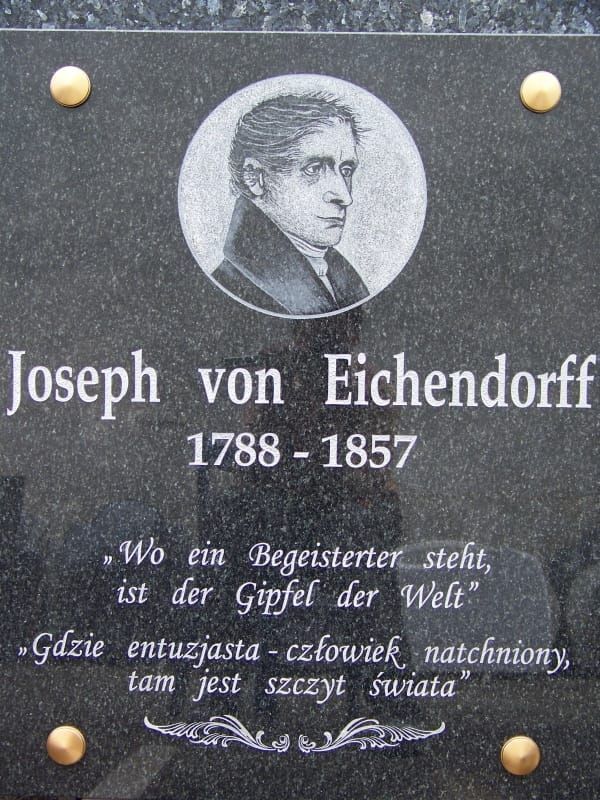 Joseph von Eichendorff
1788 - 1857
„Wo ein Begeisterter steht,
ist der Gipfel der Welt”
„Gdzie entuzjasta - człowiek natchniony,
tam jest szczyt świata”